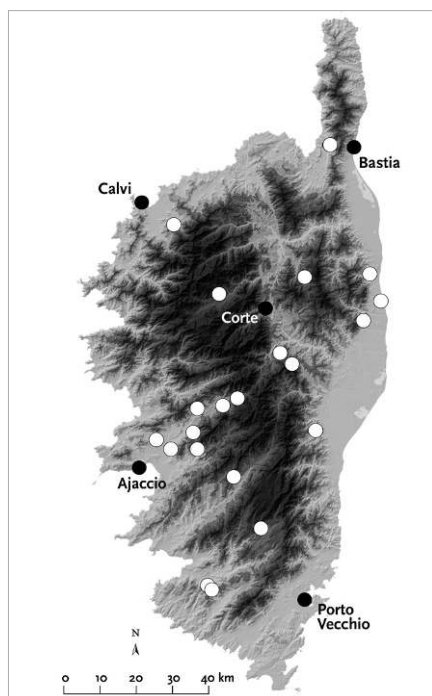 Bastia
Calvi
Corte
Ajaccio
Porto
Vecchio
N
0 10 20 30 40 km